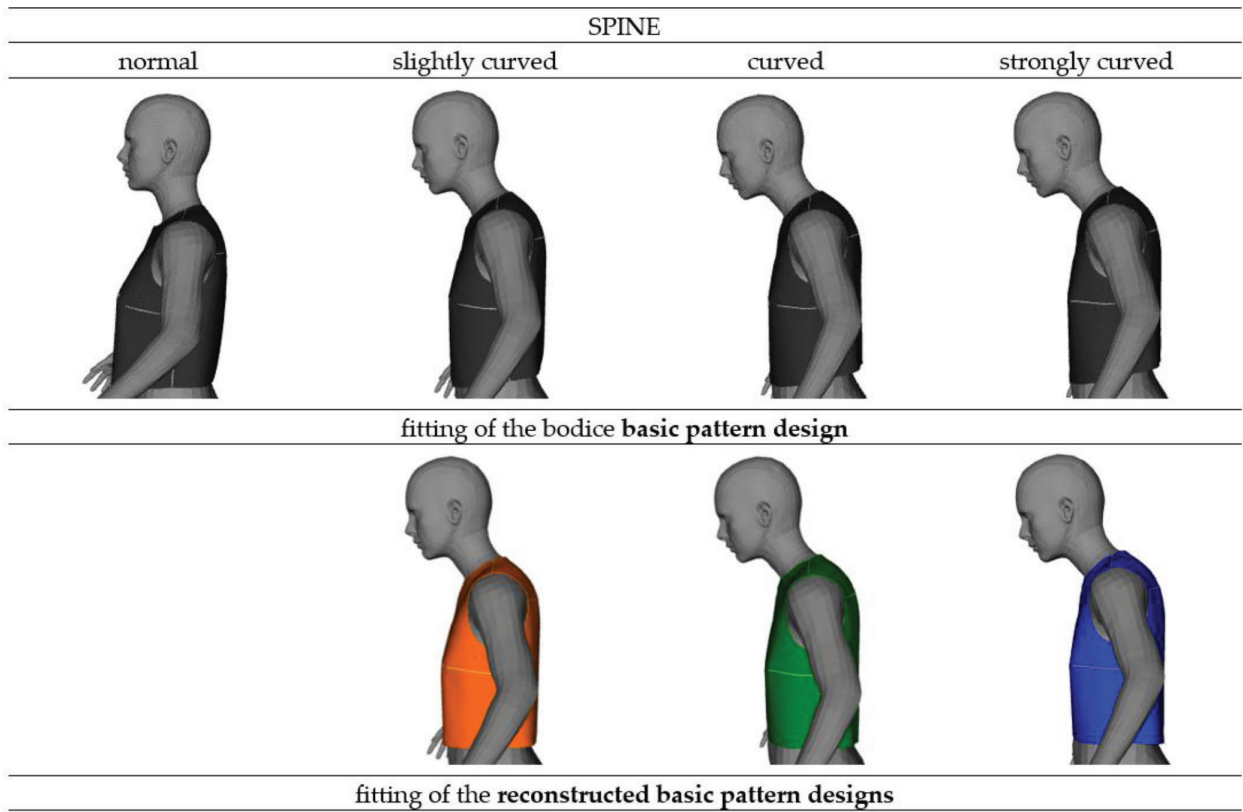 SPINE
normal slightly curved curved strongly curved
fitting of the bodice basic pattern design
fitting of the reconstructed basic pattern designs